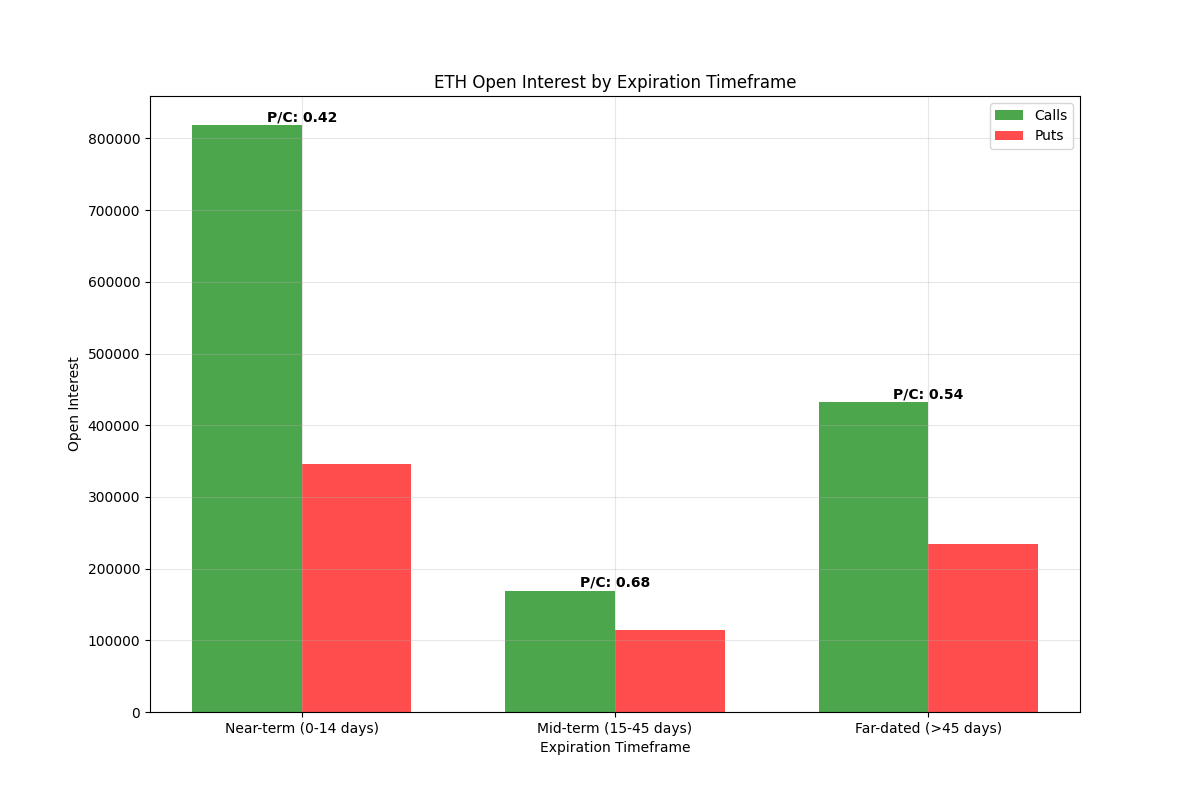 ETH Open Interest by Expiration Timeframe
P/C: 0.42
P/C: 0.68
P/C: 0.54
Calls
Puts
Open Interest
800000
700000
600000
500000
400000
300000
200000
100000
0
Near-term (0-14 days)
Mid-term (15-45 days)
Far-dated (>45 days)
Expiration Timeframe